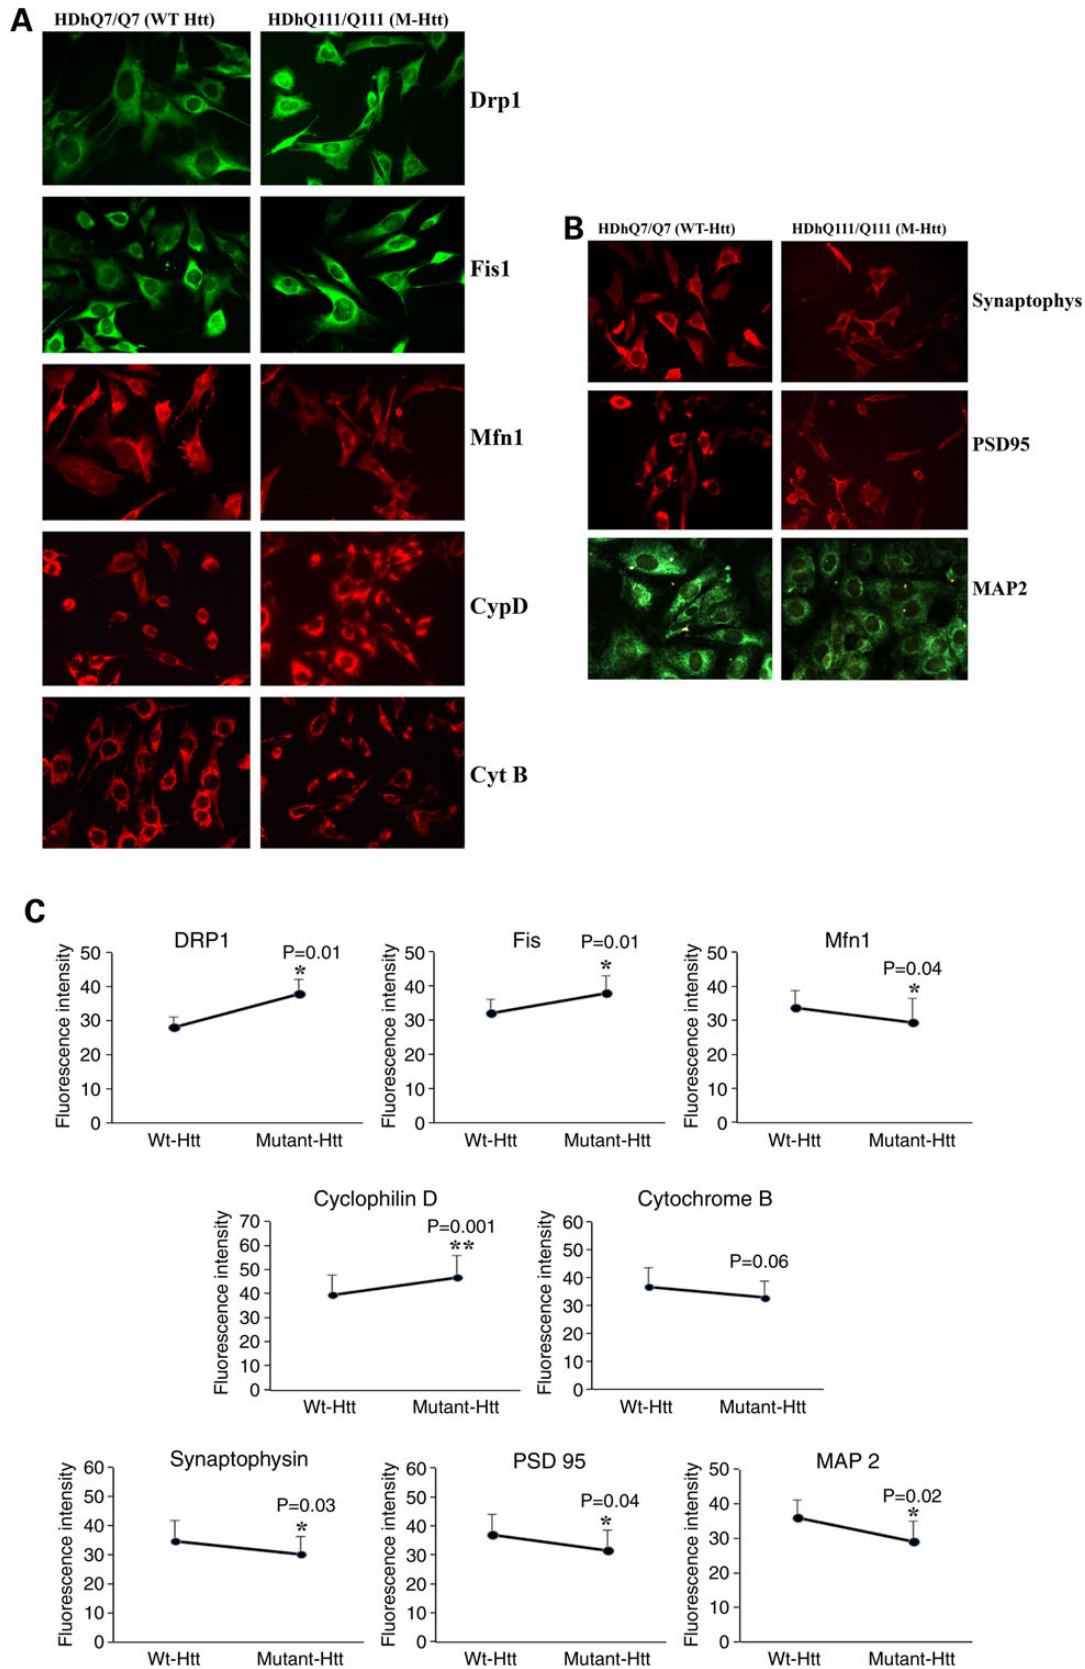 A
HDhQ7/Q7 (WT Htt) HDhQ111/Q111 (M-Htt)
Drp1
Fis1
Mfn1
CypD
Cyt B
B
HDhQ7/Q7 (WT-Htt) HDhQ111/Q111 (M-Htt)
Synaptophys
PSD95
MAP2
C
DRP1
Fluorescence intensity
50
40
30
20
10
0
P=0.01
*
Wt-Htt Mutant-Htt
Fis
Fluorescence intensity
50
40
30
20
10
0
P=0.01
*
Wt-Htt Mutant-Htt
Mfn1
Fluorescence intensity
50
40
30
20
10
0
P=0.04
*
Wt-Htt Mutant-Htt
Cyclophilin D
Fluorescence intensity
70
60
50
40
30
20
10
0
P=0.001
**
Wt-Htt Mutant-Htt
Cytochrome B
Fluorescence intensity
60
50
40
30
20
10
0
P=0.06
Wt-Htt Mutant-Htt
Synaptophysin
Fluorescence intensity
60
50
40
30
20
10
0
P=0.03
*
Wt-Htt Mutant-Htt
PSD 95
Fluorescence intensity
60
50
40
30
20
10
0
P=0.04
*
Wt-Htt Mutant-Htt
MAP 2
Fluorescence intensity
50
40
30
20
10
0
P=0.02
*
Wt-Htt Mutant-Htt